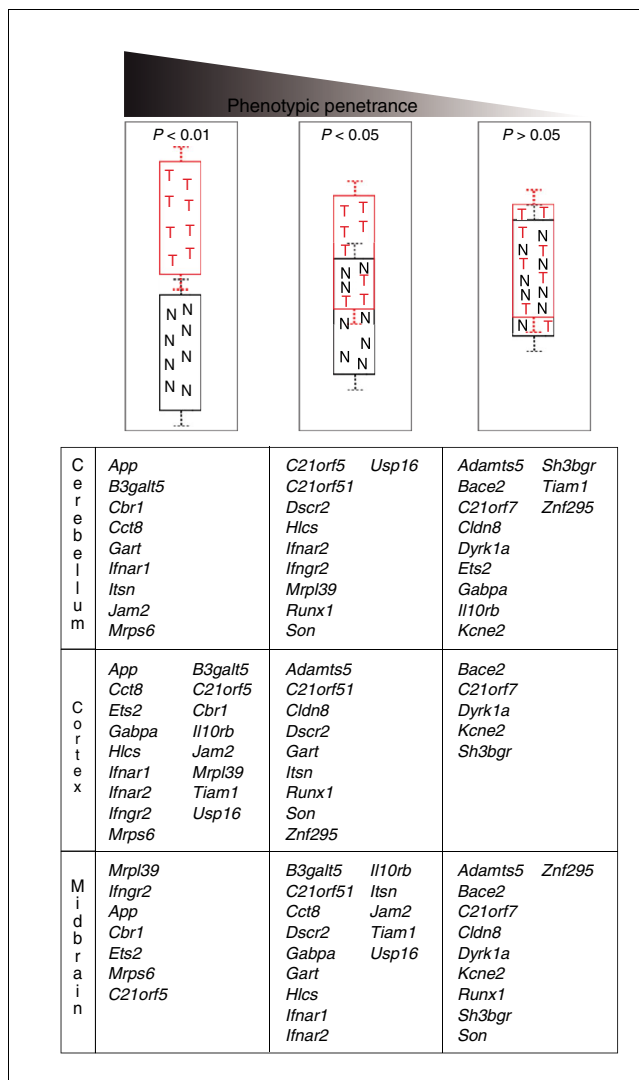 Phenotypic penetrance
P < 0.01 P < 0.05 P > 0.05
T T
T T
T T
T T
N N
N N
N N
N N
T T
T T
T
N N
N T
T T
N N
N
N N
T T
T N
N T
T N
N N
T N
N T
Cerebellum
App
B3galt5
Cbr1
Cct8
Gart
Ifnar1
Itsn
Jam2
Mrps6
C21orf5 Usp16
C21orf51
Dscr2
Hlcs
Ifnar2
Ifngr2
Mrpl39
Runx1
Son
Adamts5 Sh3bgr
Bace2 Tiam1
C21orf7 Znf295
Cldn8
Dyrk1a
Ets2
Gabpa
Il10rb
Kcne2
Cortex
App B3galt5
Cct8 C21orf5
Ets2 Cbr1
Gabpa Il10rb
Hlcs Jam2
Ifnar1 Mrpl39
Ifnar2 Tiam1
Ifngr2 Usp16
Mrps6
Adamts5
C21orf51
Cldn8
Dscr2
Gart
Itsn
Runx1
Son
Znf295
Bace2
C21orf7
Dyrk1a
Kcne2
Sh3bgr
Midbrain
Mrpl39
Ifngr2
App
Cbr1
Ets2
Mrps6
C21orf5
B3galt5 Il10rb
C21orf51 Itsn
Cct8 Jam2
Dscr2 Tiam1
Gabpa Usp16
Gart
Hlcs
Ifnar1
Ifnar2
Adamts5 Znf295
Bace2
C21orf7
Cldn8
Dyrk1a
Kcne2
Runx1
Sh3bgr
Son